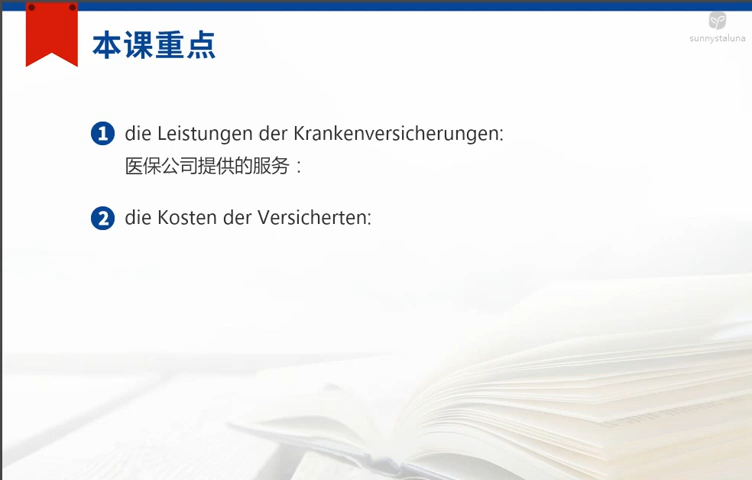 本课重点
sunnystaluna
1 die Leistungen der Krankenversicherungen:
医保公司提供的服务：
2 die Kosten der Versicherten: